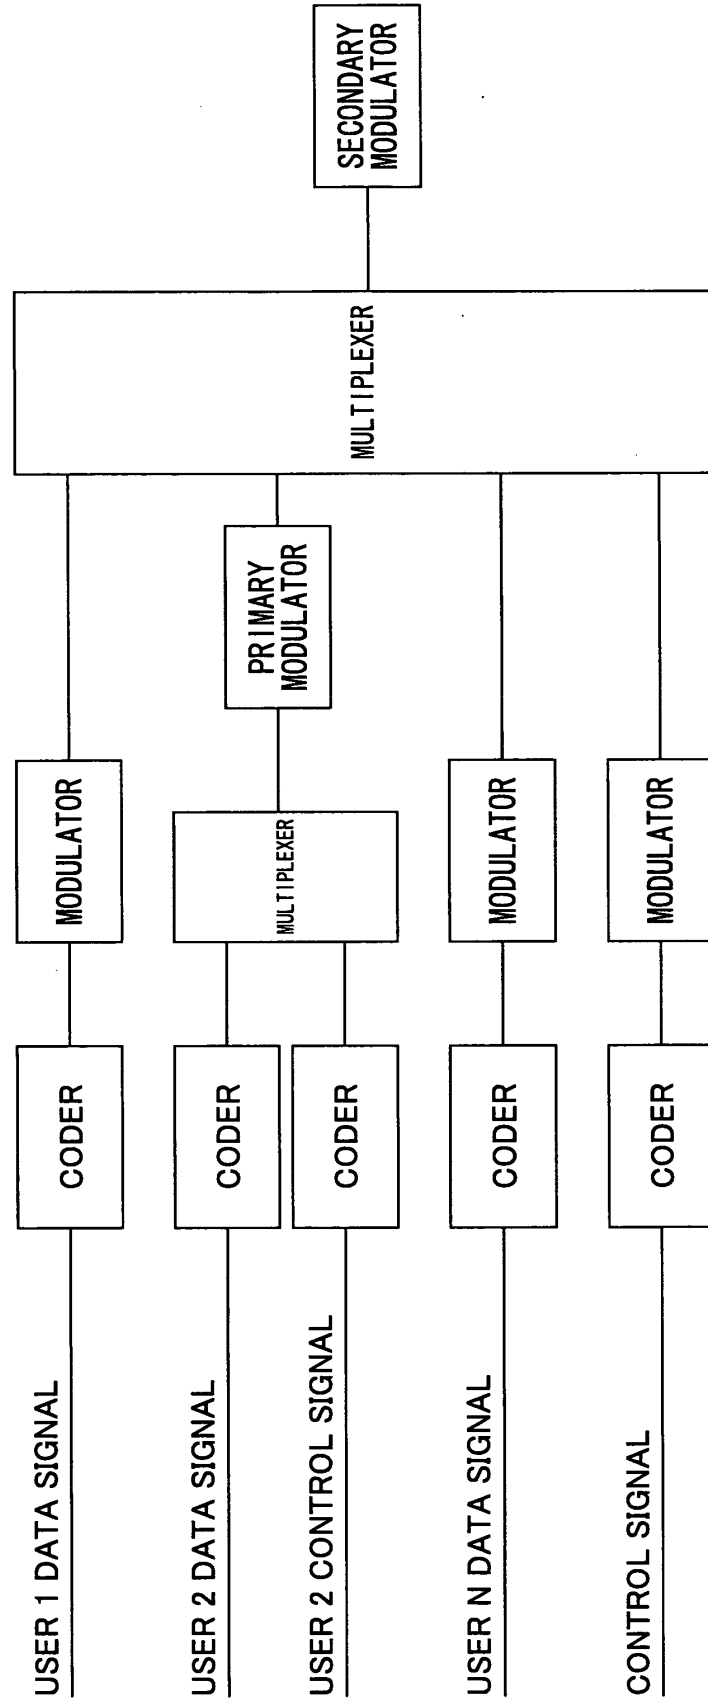 USER 1 DATA SIGNAL
CODER
MODULATOR
USER 2 DATA SIGNAL
CODER
USER 2 CONTROL SIGNAL
CODER
MULTIPLEXER
PRIMARY
MODULATOR
USER N DATA SIGNAL
CODER
MODULATOR
CONTROL SIGNAL
CODER
MODULATOR
MULTIPLEXER
SECONDARY
MODULATOR